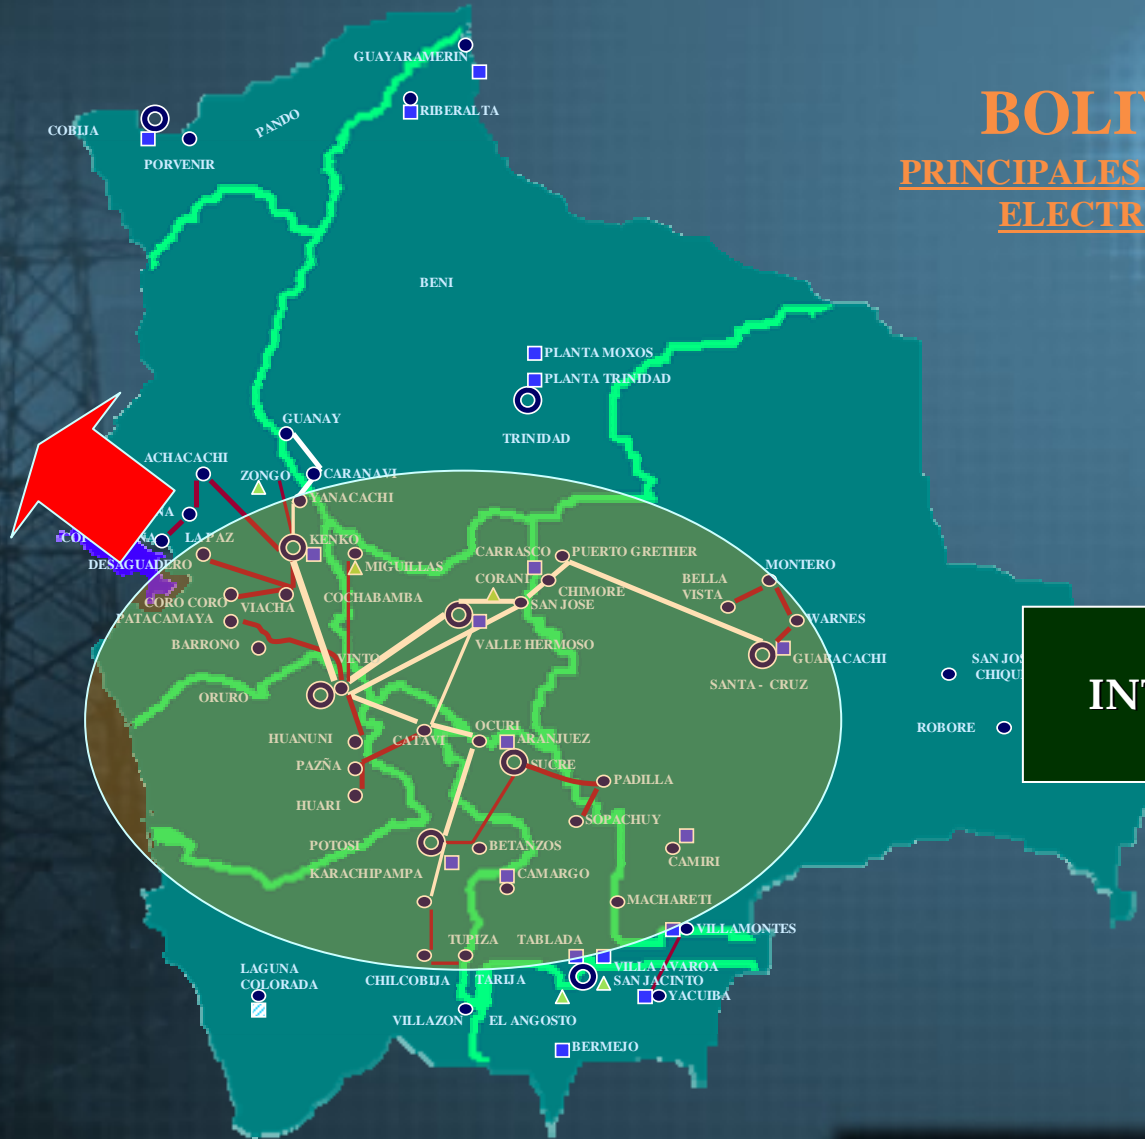 GUAYARAMERIN
RIBERALTA
COBIJA
PANDO
PORVENIR
BOLI
PRINCIPALES
ELECTR
BENI
PLANTA MOXOS
PLANTA TRINIDAD
TRINIDAD
GUANAY
ACHACACHI
ZONGO
CARANAVI
YANACACHI
NA
CO
NA
LA PAZ
KENKO
DESAGUADERO
MIGUILLAS
CARRASCO
PUERTO GRETHER
MONTERO
CORANI
CHIMORE
BELLA
VISTA
CORO CORO
VIACHA
COCHABAMBA
SAN JOSE
PATACAMAYA
WARNES
BARRONO
VALLE HERMOSO
VINTO
GUARACACHI
SAN JOS
CHIQU
SANTA - CRUZ
ORURO
INT
ROBORE
HUANUNI
CATAVI
OCURI
ARANJUEZ
PAZÑA
SUCRE
PADILLA
HUARI
SOPACHUY
POTOSI
BETANZOS
CAMIRI
KARACHIPAMPA
CAMARGO
MACHARETI
VILLAMONTES
TUPIZA
TABLADA
LAGUNA
COLORADA
CHILCOBIJA
TARIJA
VILLA AVAROA
SAN JACINTO
YACUIBA
VILLAZON
EL ANGOSTO
BERMEJO